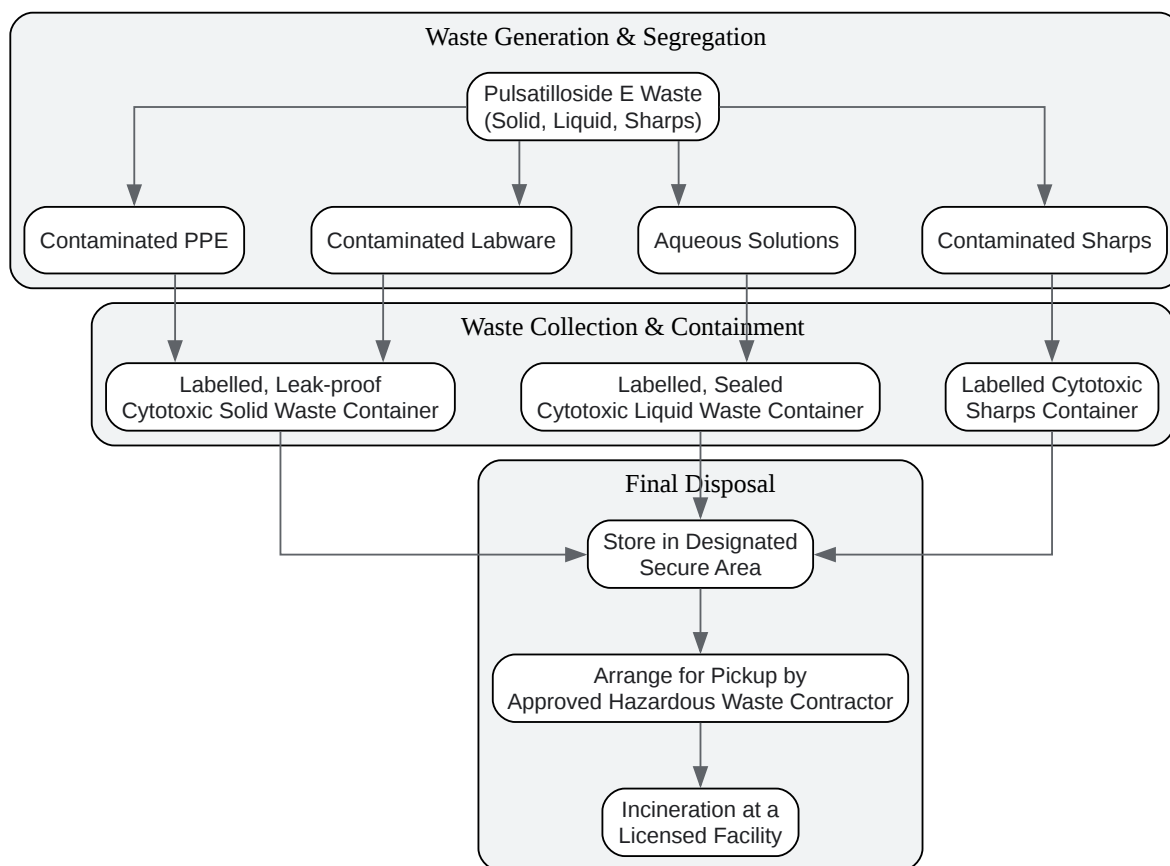 Waste Generation & Segregation
Pulsatilloside E Waste
(Solid, Liquid, Sharps)
Contaminated PPE
Contaminated Labware
Aqueous Solutions
Contaminated Sharps
Waste Collection & Containment
Labelled, Leak-proof
Cytotoxic Solid Waste Container
Labelled, Sealed
Cytotoxic Liquid Waste Container
Labelled Cytotoxic
Sharps Container
Final Disposal
Store in Designated
Secure Area
Arrange for Pickup by
Approved Hazardous Waste Contractor
Incineration at a
Licensed Facility